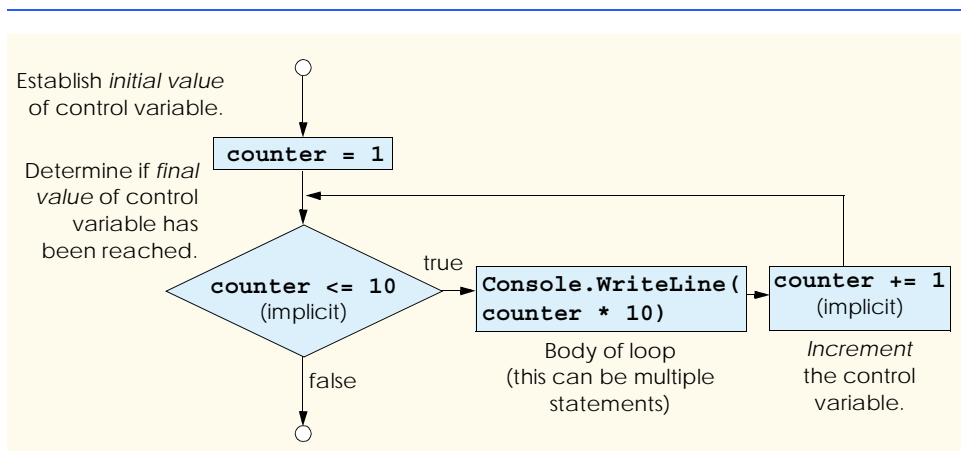 Establish initial value
of control variable.
counter = 1
Determine if final
value of control
variable has
been reached.
counter <= 10
(implicit)
true
false
Console.WriteLine(
counter * 10)
Body of loop
(this can be multiple
statements)
counter += 1
(implicit)
Increment
the control
variable.